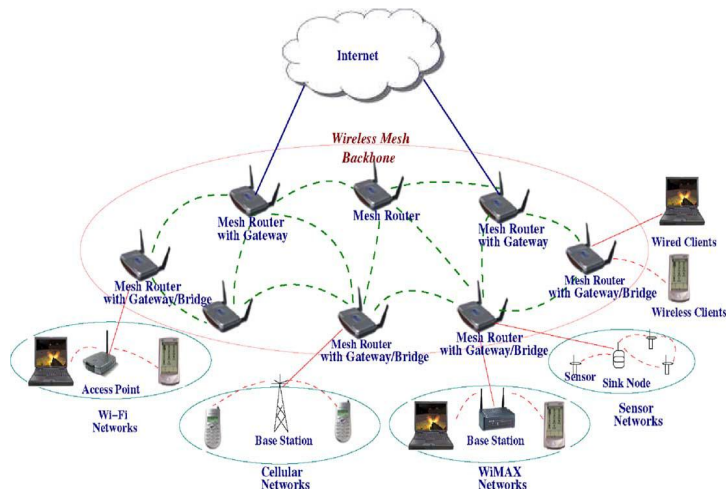 Internet
Wireless Mesh
Backbone
Mesh Router
with Gateway
Mesh Router
Mesh Router
with Gateway
Wired Clients
Mesh Router
with Gateway/Bridge
Mesh Router
with Gateway/Bridge
Wireless Clients
Mesh Router
with Gateway/Bridge
Mesh Router
with Gateway/Bridge
Access Point
Wi-Fi
Networks
Base Station
Cellular
Networks
Base Station
WiMAX
Networks
Sensor
Sink Node
Sensor
Networks